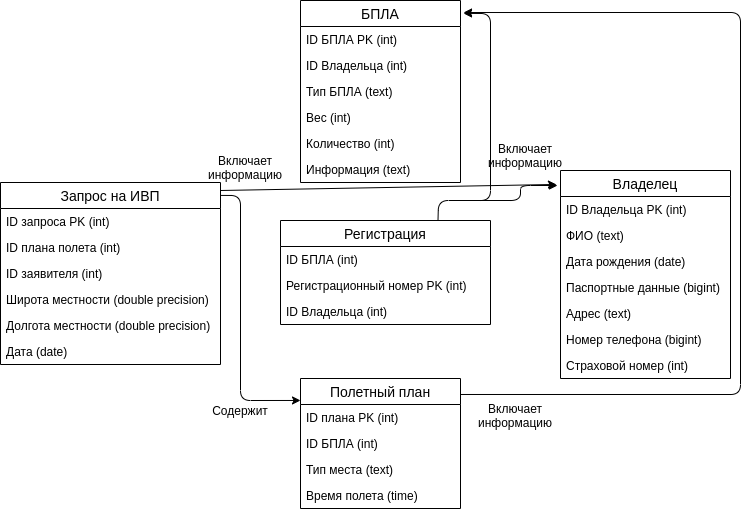 БПЛА
ID БПЛА PK (int)
ID Владельца (int)
Тип БПЛА (text)
Вес (int)
Количество (int)
Информация (text)
Включает
информацию
Включает
информацию
Запрос на ИВП
ID запроса PK (int)
ID плана полета (int)
ID заявителя (int)
Широта местности (double precision)
Долгота местности (double precision)
Дата (date)
Регистрация
ID БПЛА (int)
Регистрационный номер PK (int)
ID Владельца (int)
Владелец
ID Владельца PK (int)
ФИО (text)
Дата рождения (date)
Паспортные данные (bigint)
Адрес (text)
Номер телефона (bigint)
Страховой номер (int)
Содержит
Полетный план
ID плана PK (int)
ID БПЛА (int)
Тип места (text)
Время полета (time)
Включает
информацию